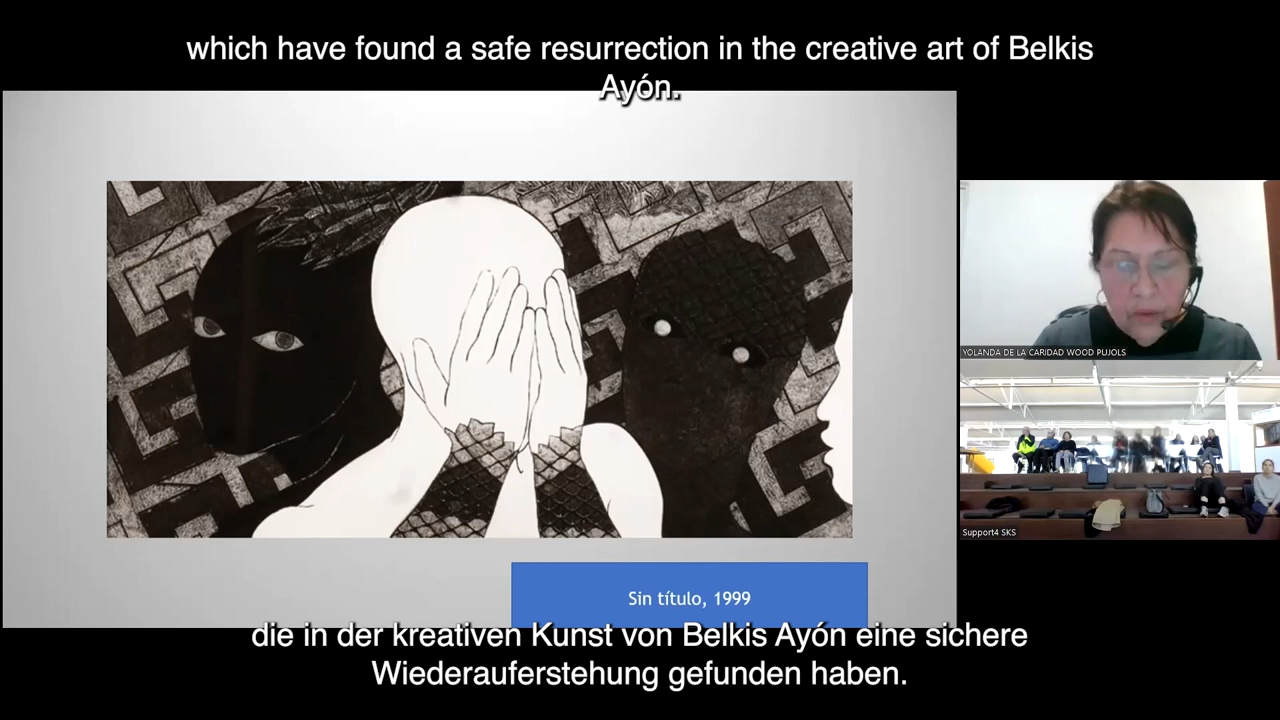 which have found a safe resurrection in the creative art of Belkis
Ayón.
YOLANDA DE LA CARIDAD WOOD PUJOLS
Support4 SKS
Sin título, 1999
die in der kreativen Kunst von Belkis Ayón eine sichere
Wiederauferstehung gefunden haben.